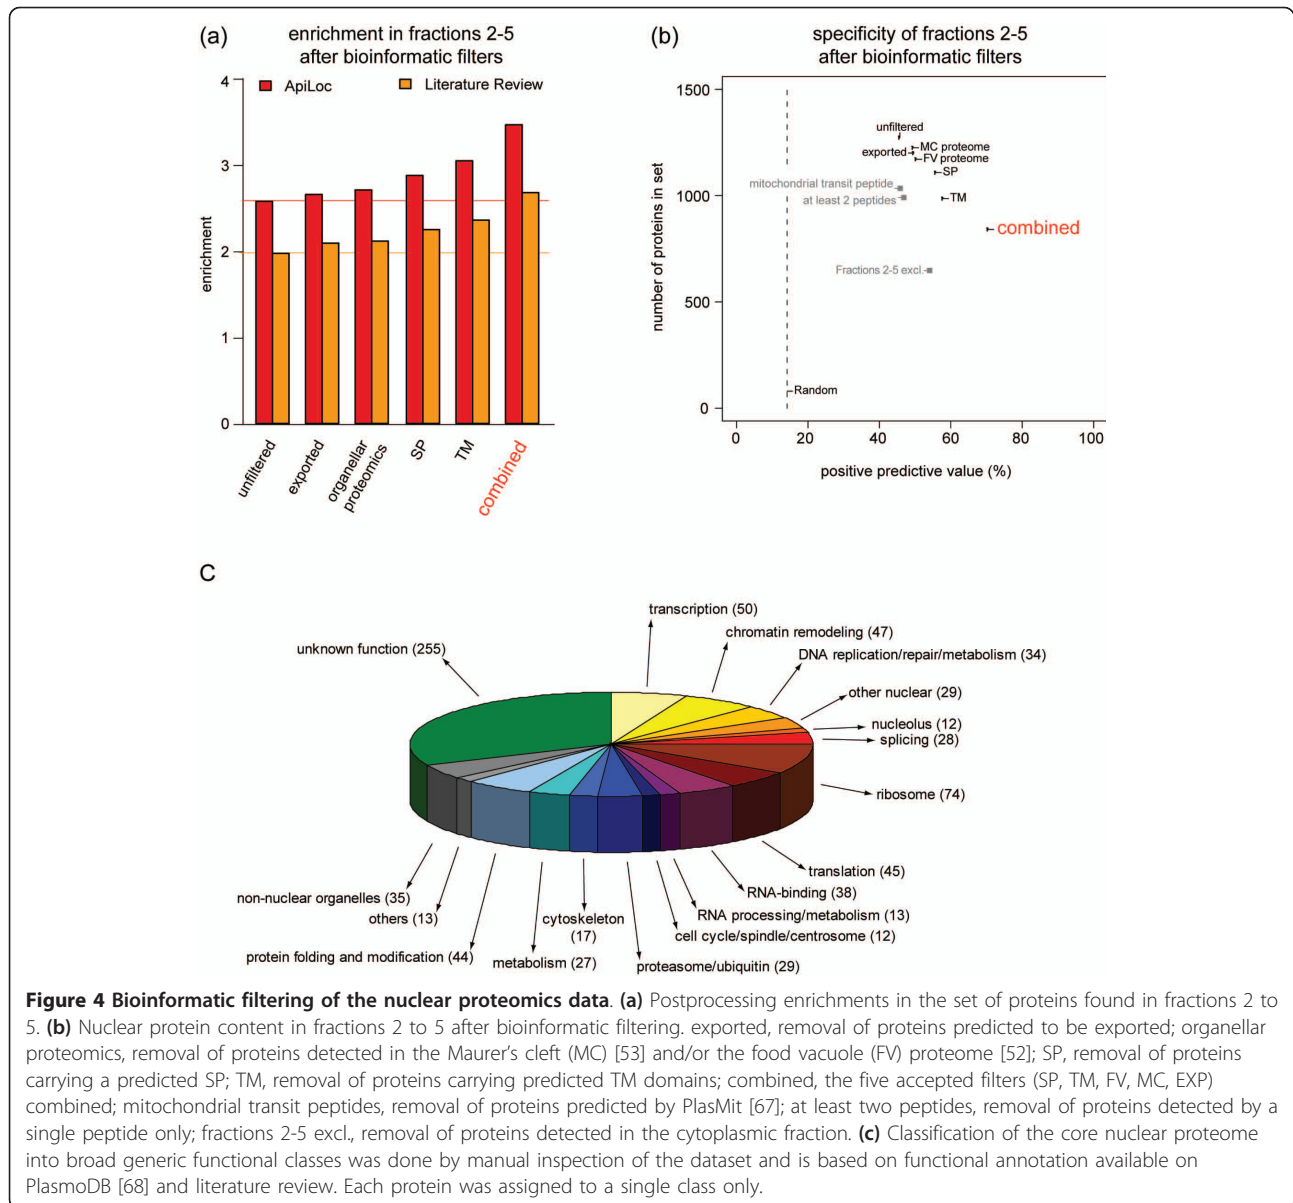 (a)
enrichment in fractions 2-5
after bioinformatic filters
ApiLoc
Literature Review
4
3
2
1
0
enrichment
unfiltered
exported
organellar
proteomics
SP
TM
combined
(b)
specificity of fractions 2-5
after bioinformatic filters
1500
1000
500
0
number of proteins in set
unfiltered
exported
MC proteome
FV proteome
SP
mitochondrial transit peptide
at least 2 peptides
TM
combined
Fractions 2-5 excl.
Random
0
20
40
60
80
100
positive predictive value (%)
C
transcription (50)
unknown function (255)
chromatin remodeling (47)
DNA replication/repair/metabolism (34)
other nuclear (29)
nucleolus (12)
splicing (28)
ribosome (74)
translation (45)
RNA-binding (38)
RNA processing/metabolism (13)
cell cycle/spindle/centrosome (12)
proteasome/ubiquitin (29)
cytoskeleton
(17)
metabolism (27)
protein folding and modification (44)
others (13)
non-nuclear organelles (35)
Figure 4 Bioinformatic filtering of the nuclear proteomics data. (a) Postprocessing enrichments in the set of proteins found in fractions 2 to
5. (b) Nuclear protein content in fractions 2 to 5 after bioinformatic filtering. exported, removal of proteins predicted to be exported; organellar
proteomics, removal of proteins detected in the Maurer's cleft (MC) [53] and/or the food vacuole (FV) proteome [52]; SP, removal of proteins
carrying a predicted SP; TM, removal of proteins carrying predicted TM domains; combined, the five accepted filters (SP, TM, FV, MC, EXP)
combined; mitochondrial transit peptides, removal of proteins predicted by PlasMit [67]; at least two peptides, removal of proteins detected by a
single peptide only; fractions 2-5 excl., removal of proteins detected in the cytoplasmic fraction. (c) Classification of the core nuclear proteome
into broad generic functional classes was done by manual inspection of the dataset and is based on functional annotation available on
PlasmoDB [68] and literature review. Each protein was assigned to a single class only.